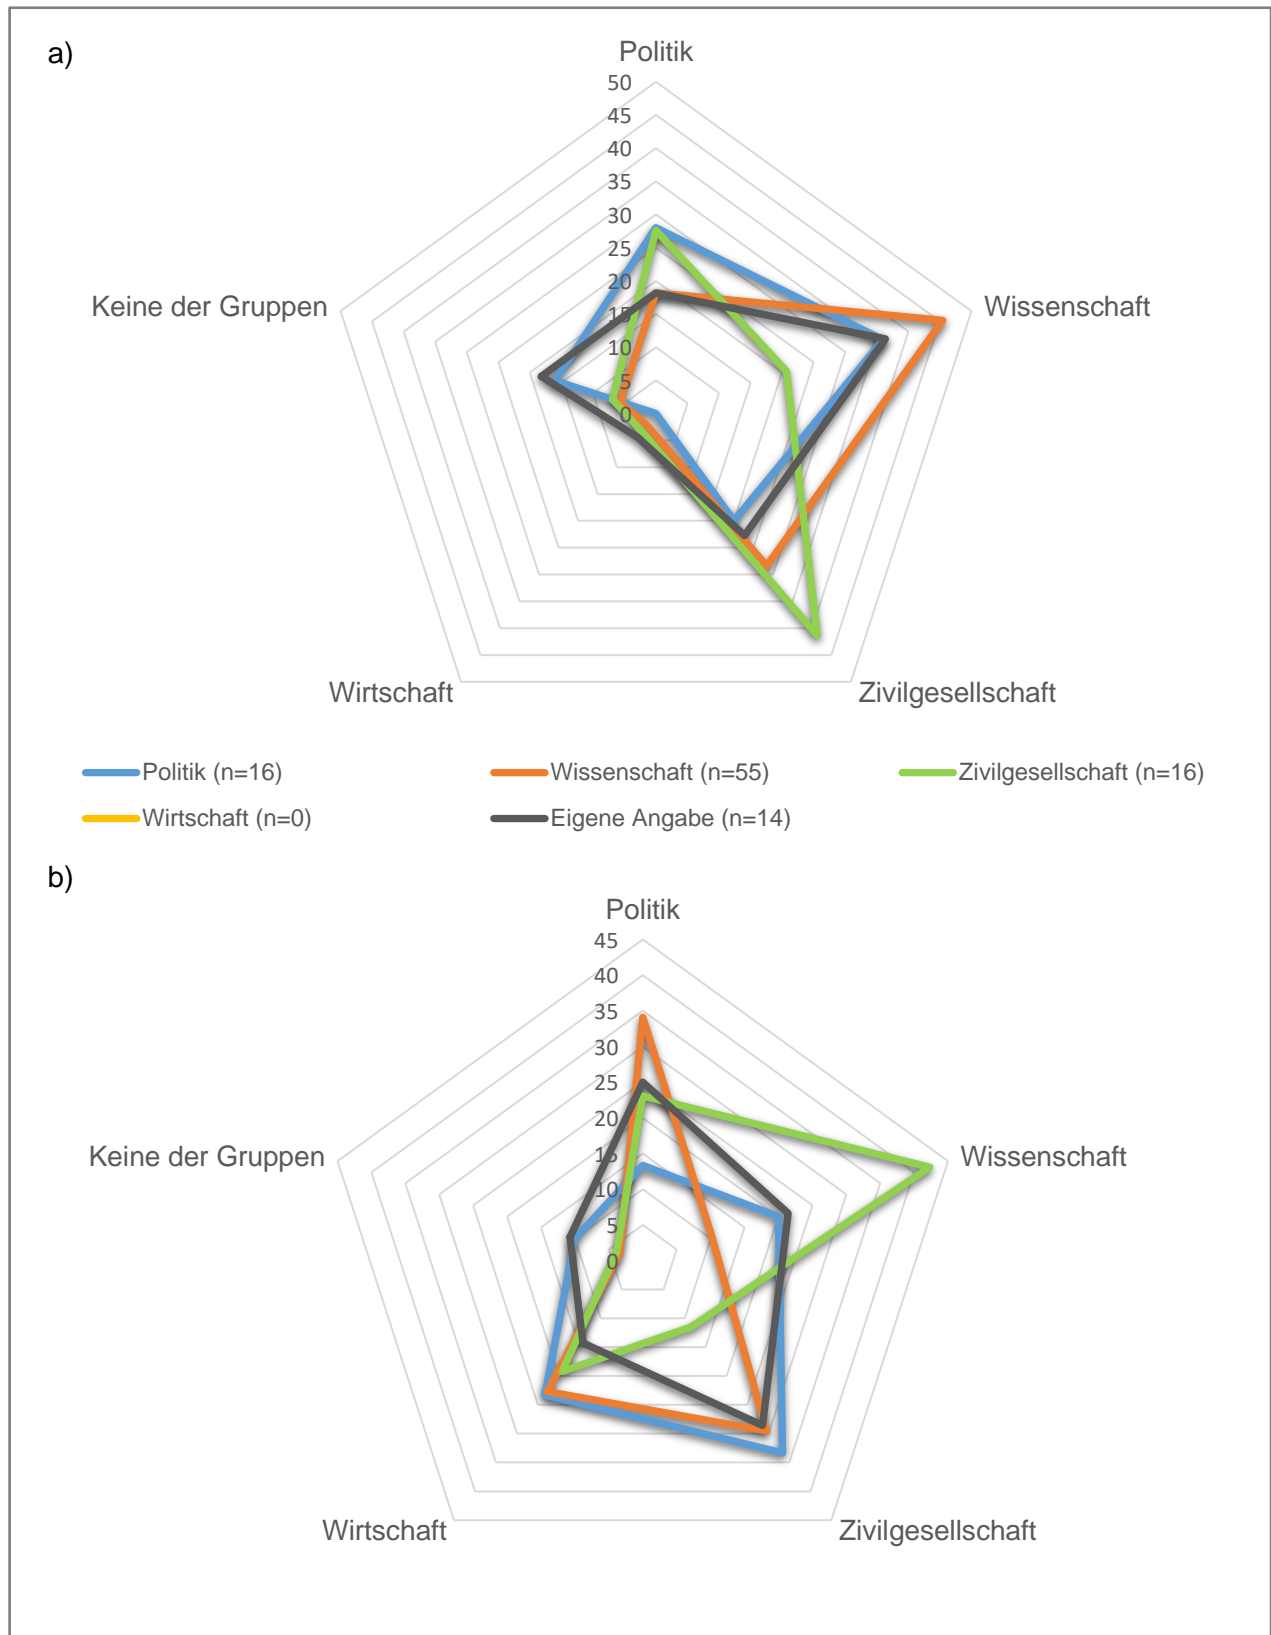 a)
Politik
50
45
40
35
30
25
20
15
10
5
0
Keine der Gruppen
Wissenschaft
Wirtschaft
Zivilgesellschaft
Politik (n=16)
Wissenschaft (n=55)
Zivilgesellschaft (n=16)
Wirtschaft (n=0)
Eigene Angabe (n=14)
b)
Politik
45
40
35
30
25
20
15
10
5
0
Keine der Gruppen
Wissenschaft
Wirtschaft
Zivilgesellschaft